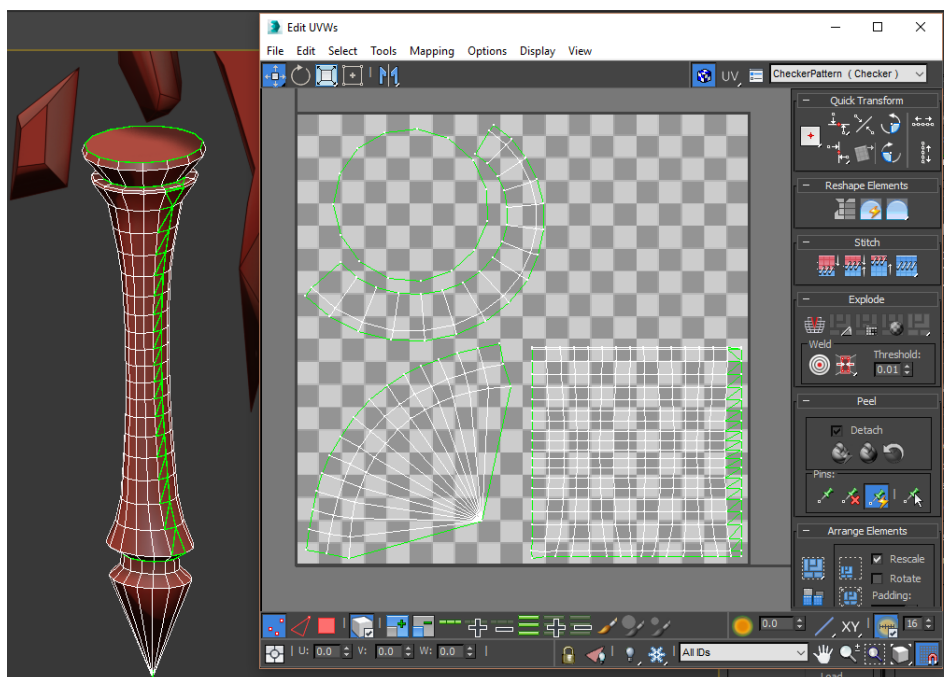 Edit UVWs
File Edit Select Tools Mapping Options Display View
UV
CheckerPattern ( Checker )
Quick Transform
Reshape Elements
Stitch
Explode
Weld
Threshold:
0.01
Peel
Detach
Pins:
Arrange Elements
Rescale
Rotate
Padding:
0.0
XY
16
U: 0.0 V: 0.0 W: 0.0
All IDs
Load